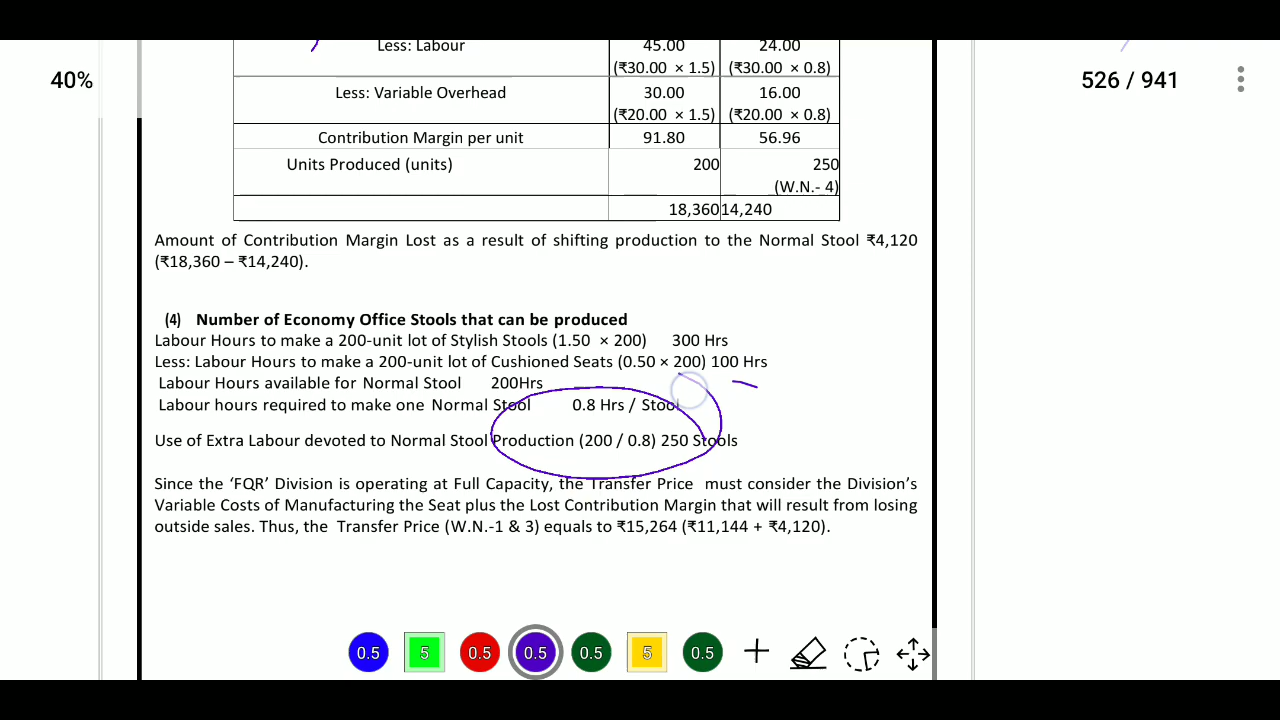 Less: Labour 45.00 24.00
40% (₹30.00 × 1.5) (₹30.00 × 0.8) 526 / 941
Less: Variable Overhead 30.00 16.00
(₹20.00 × 1.5) (₹20.00 × 0.8)
Contribution Margin per unit 91.80 56.96
Units Produced (units) 200 250
(W.N.- 4)
18,360 14,240
Amount of Contribution Margin Lost as a result of shifting production to the Normal Stool ₹4,120
(₹18,360 – ₹14,240).
(4) Number of Economy Office Stools that can be produced
Labour Hours to make a 200-unit lot of Stylish Stools (1.50 × 200) 300 Hrs
Less: Labour Hours to make a 200-unit lot of Cushioned Seats (0.50 × 200) 100 Hrs
Labour Hours available for Normal Stool 200Hrs
Labour hours required to make one Normal Stool 0.8 Hrs / Stool
Use of Extra Labour devoted to Normal Stool Production (200 / 0.8) 250 Stools
Since the ‘FQR’ Division is operating at Full Capacity, the Transfer Price must consider the Division’s
Variable Costs of Manufacturing the Seat plus the Lost Contribution Margin that will result from losing
outside sales. Thus, the Transfer Price (W.N.-1 & 3) equals to ₹15,264 (₹11,144 + ₹4,120).
0.5 5 0.5 0.5 0.5 5 0.5